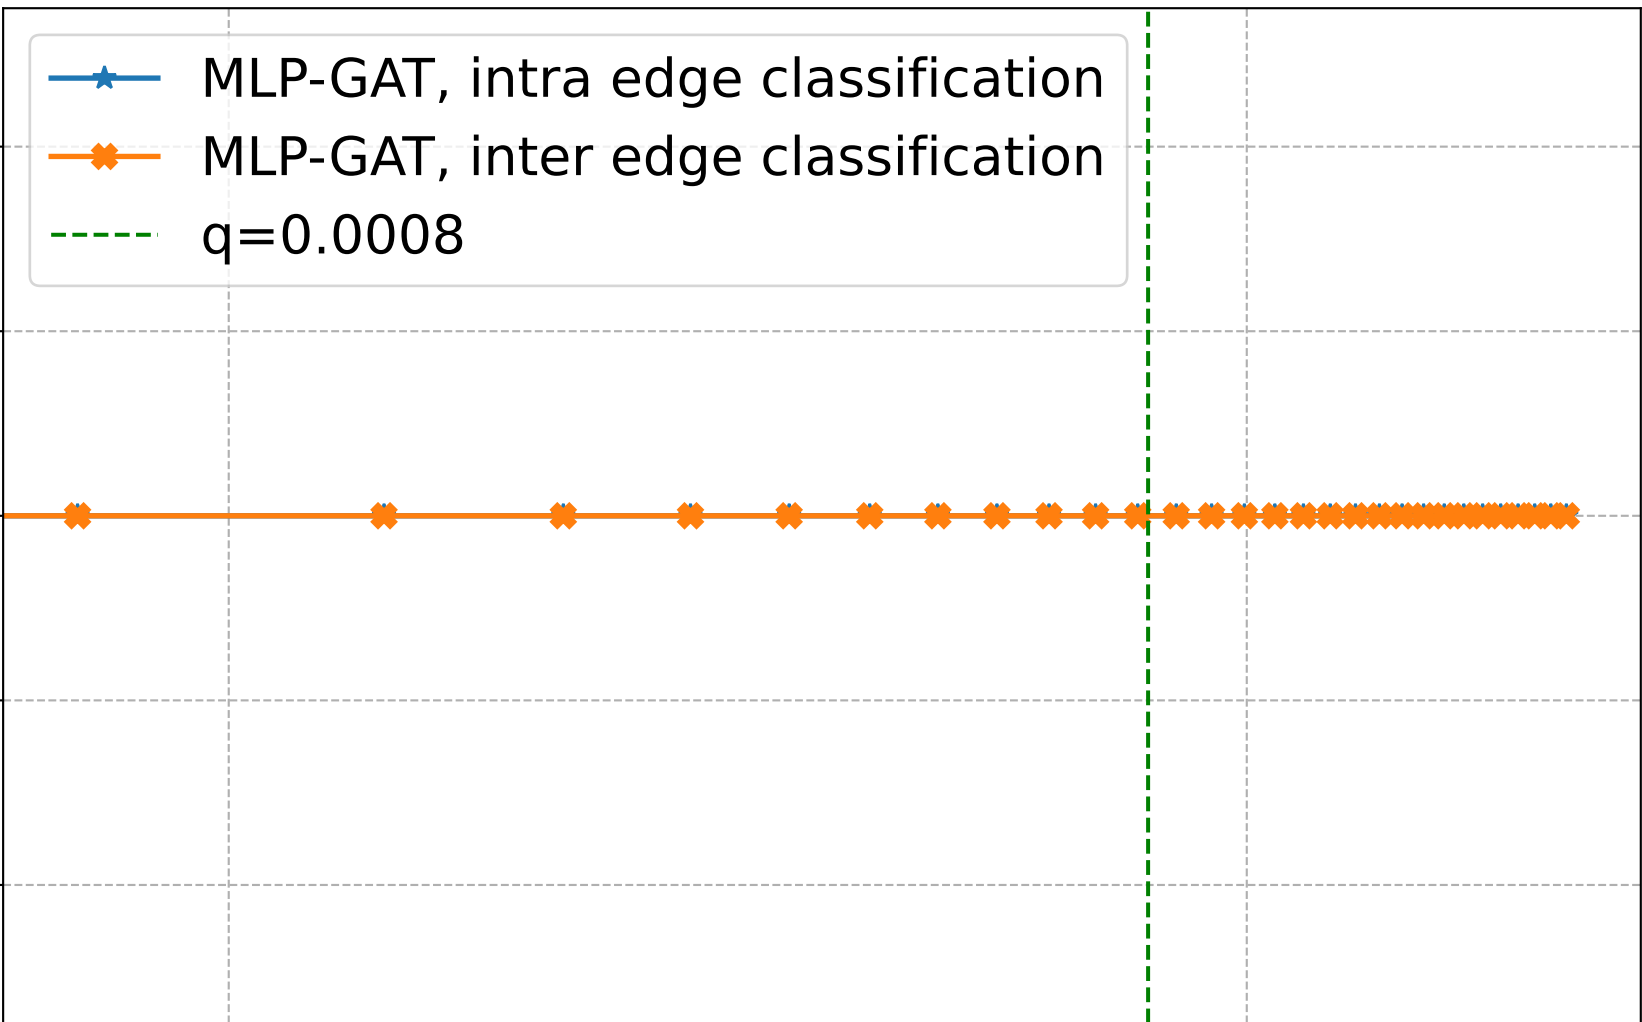 MLP-GAT, intra edge classification
MLP-GAT, inter edge classification
q=0.0008